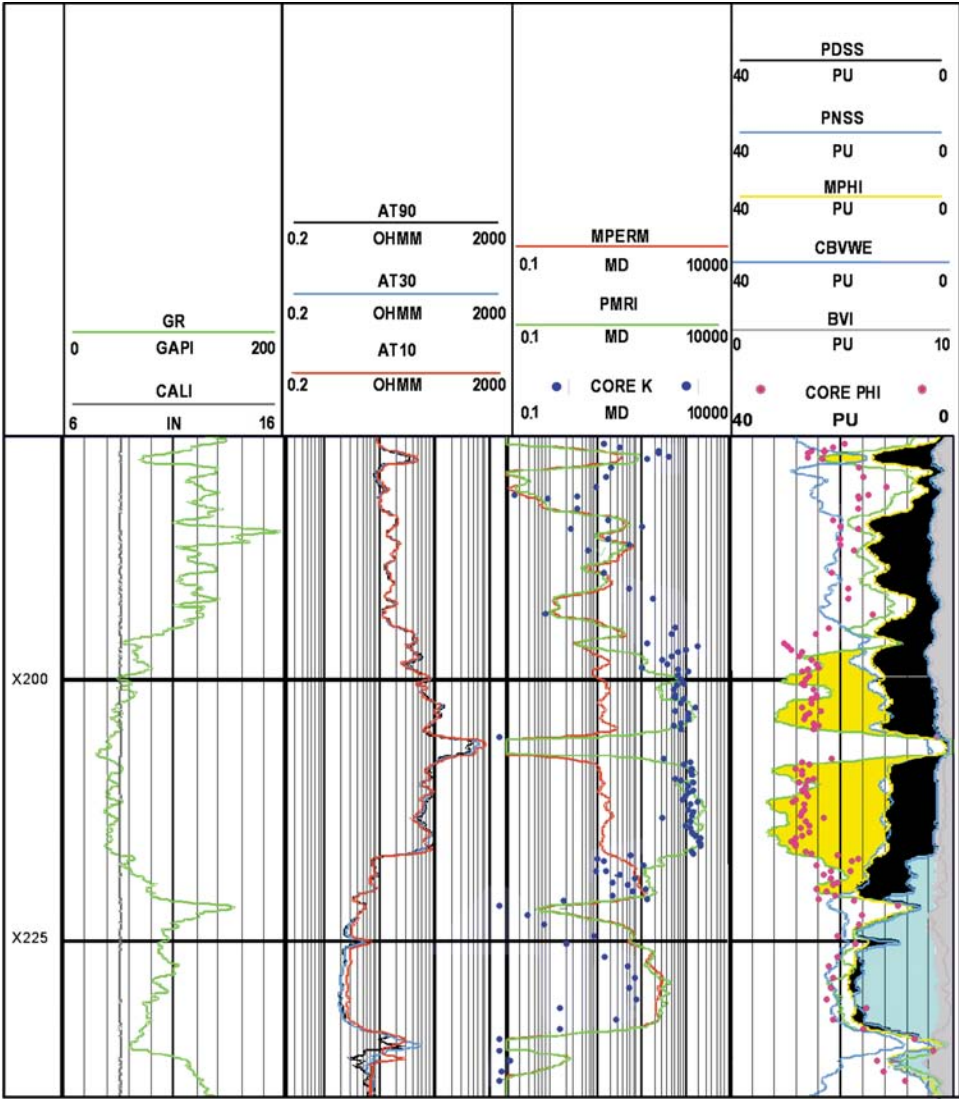 GR
0 GAPI 200
CALI
6 IN 16
AT90
0.2 OHMM 2000
AT30
0.2 OHMM 2000
AT10
0.2 OHMM 2000
MPERM
0.1 MD 10000
PMRI
0.1 MD 10000
CORE K
0.1 MD 10000
PDSS
40 PU 0
PNSS
40 PU 0
MPHI
40 PU 0
CBVWE
40 PU 0
BVI
0 PU 10
CORE PHI
40 PU 0
X200
X225